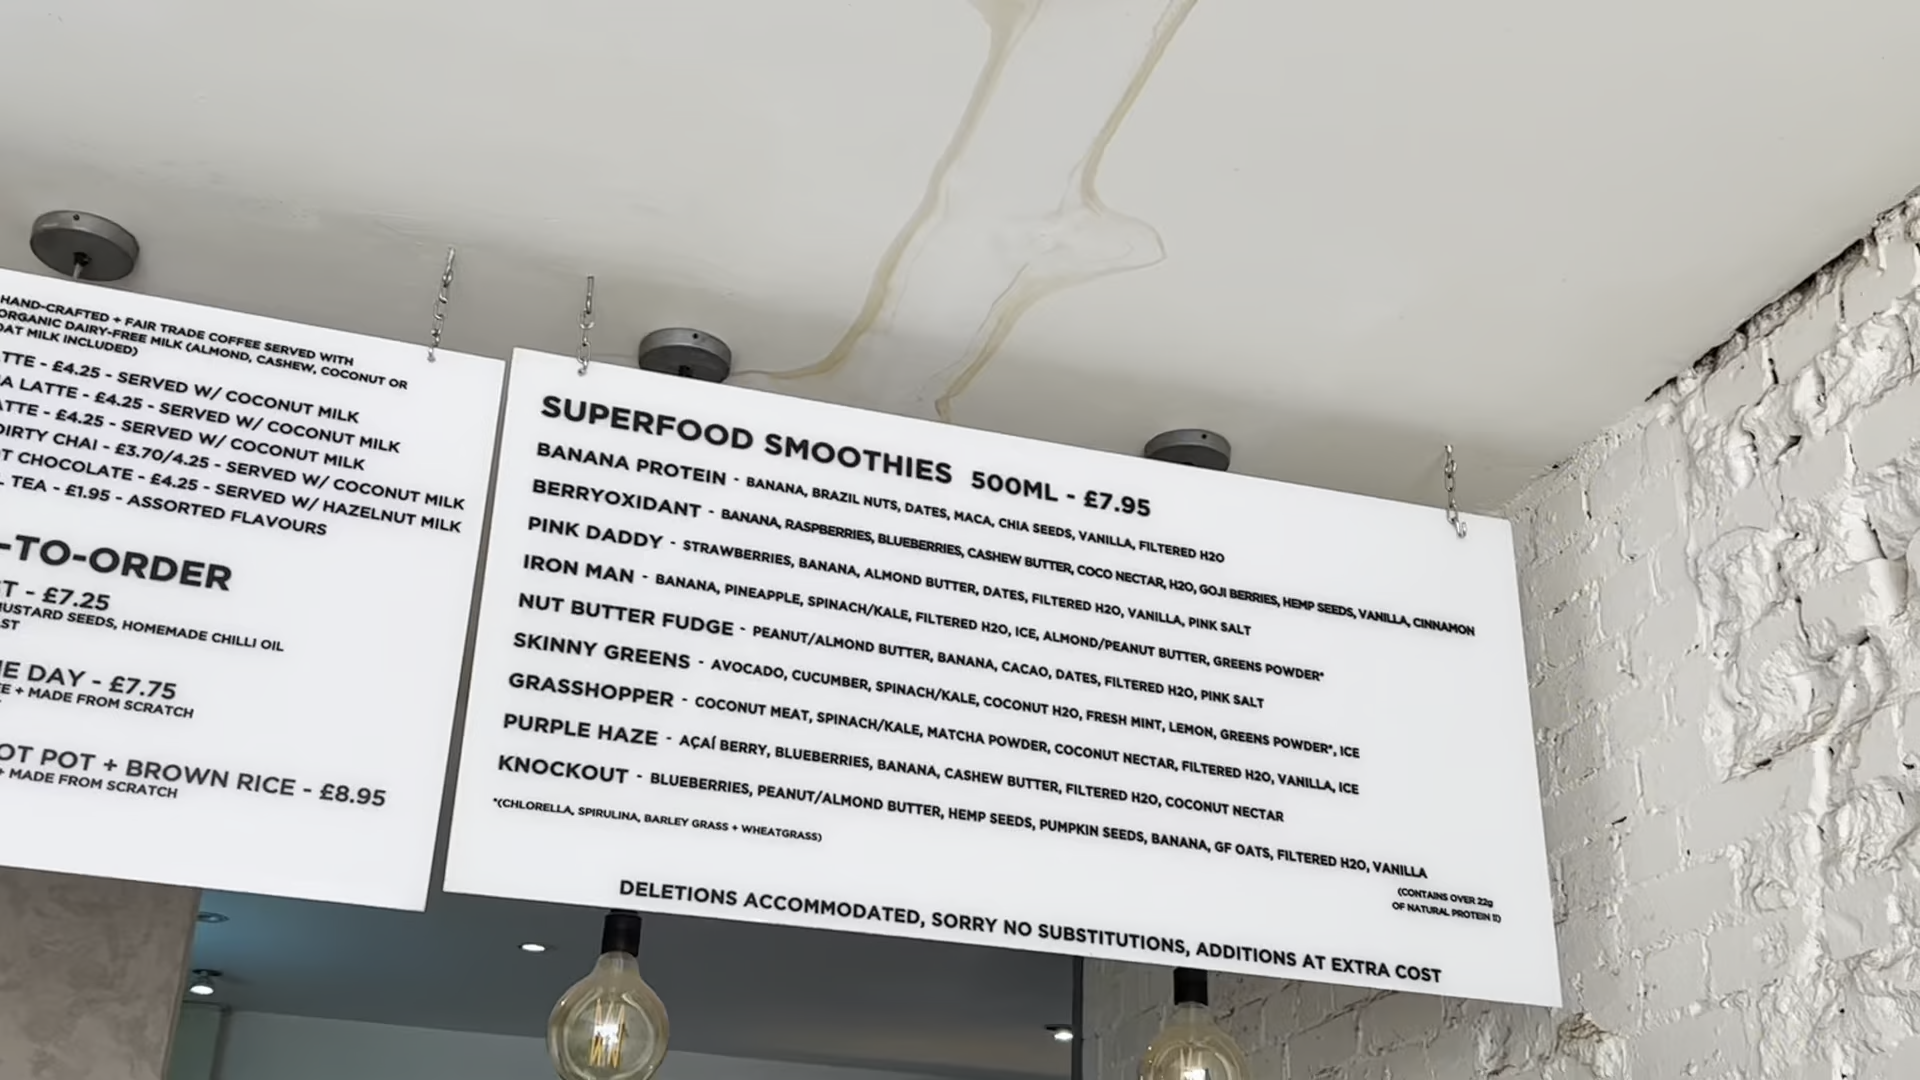 HAND-CRAFTED + FAIR TRADE COFFEE SERVED WITH
ORGANIC DAIRY-FREE MILK (ALMOND, CASHEW, COCONUT OR
OAT MILK INCLUDED)
TTE - £4.25 - SERVED W/ COCONUT MILK
A LATTE - £4.25 - SERVED W/ COCONUT MILK
ATTE - £4.25 - SERVED W/ COCONUT MILK
DIRTY CHAI - £3.70/4.25 - SERVED W/ COCONUT MILK
OT CHOCOLATE - £4.25 - SERVED W/ HAZELNUT MILK
L TEA - £1.95 - ASSORTED FLAVOURS
-TO-ORDER
ST - £7.25
MUSTARD SEEDS, HOMEMADE CHILLI OIL
AST
HE DAY - £7.75
EE + MADE FROM SCRATCH
OT POT + BROWN RICE - £8.95
+ MADE FROM SCRATCH
SUPERFOOD SMOOTHIES 500ML - £7.95
BANANA PROTEIN - BANANA, BRAZIL NUTS, DATES, MACA, CHIA SEEDS, VANILLA, FILTERED H2O
BERRYOXIDANT - BANANA, RASPBERRIES, BLUEBERRIES, CASHEW BUTTER, COCO NECTAR, H2O, GOJI BERRIES, HEMP SEEDS, VANILLA, CINNAMON
PINK DADDY - STRAWBERRIES, BANANA, ALMOND BUTTER, DATES, FILTERED H2O, VANILLA, PINK SALT
IRON MAN - BANANA, PINEAPPLE, SPINACH/KALE, FILTERED H2O, ICE, ALMOND/PEANUT BUTTER, GREENS POWDER*
NUT BUTTER FUDGE - PEANUT/ALMOND BUTTER, BANANA, CACAO, DATES, FILTERED H2O, PINK SALT
SKINNY GREENS - AVOCADO, CUCUMBER, SPINACH/KALE, COCONUT H2O, FRESH MINT, LEMON, GREENS POWDER*, ICE
GRASSHOPPER - COCONUT MEAT, SPINACH/KALE, MATCHA POWDER, COCONUT NECTAR, FILTERED H2O, VANILLA, ICE
PURPLE HAZE - AÇAÍ BERRY, BLUEBERRIES, BANANA, CASHEW BUTTER, FILTERED H2O, COCONUT NECTAR
KNOCKOUT - BLUEBERRIES, PEANUT/ALMOND BUTTER, HEMP SEEDS, PUMPKIN SEEDS, BANANA, GF OATS, FILTERED H2O, VANILLA
*(CHLORELLA, SPIRULINA, BARLEY GRASS + WHEATGRASS)
(CONTAINS OVER 22g
OF NATURAL PROTEIN !!)
DELETIONS ACCOMMODATED, SORRY NO SUBSTITUTIONS, ADDITIONS AT EXTRA COST